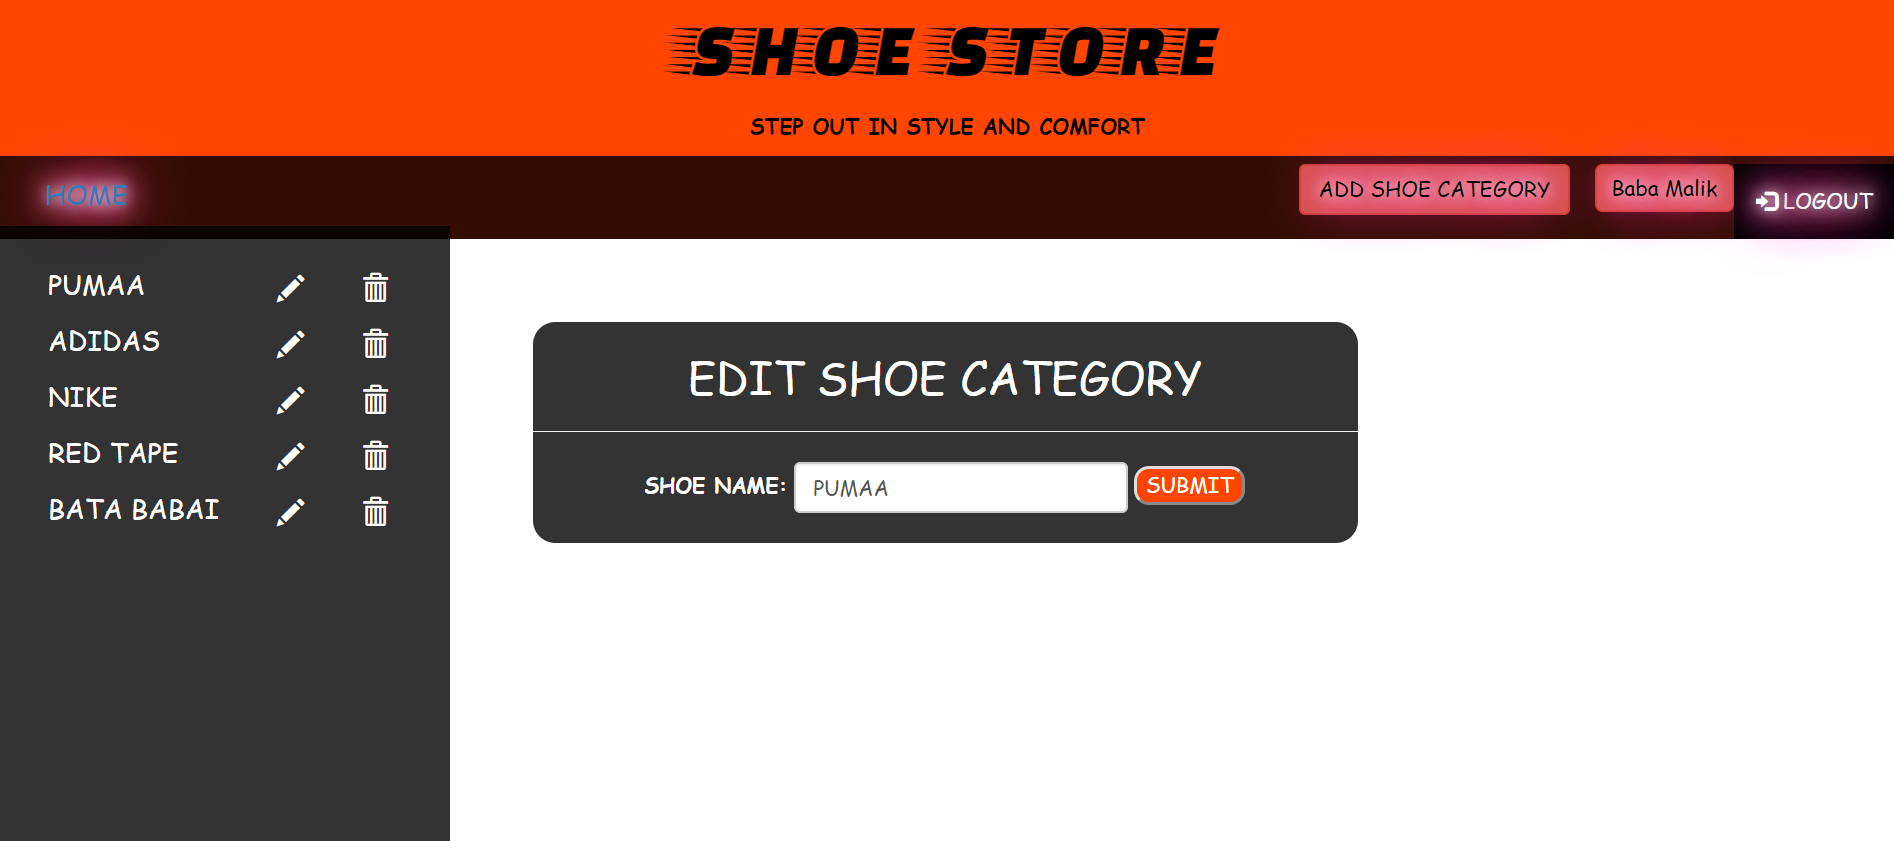 SHOE STORE
STEP OUT IN STYLE AND COMFORT
HOME
ADD SHOE CATEGORY
Baba Malik
LOGOUT
PUMAA
ADIDAS
NIKE
RED TAPE
BATA BABAI
EDIT SHOE CATEGORY
SHOE NAME: PUMAA SUBMIT